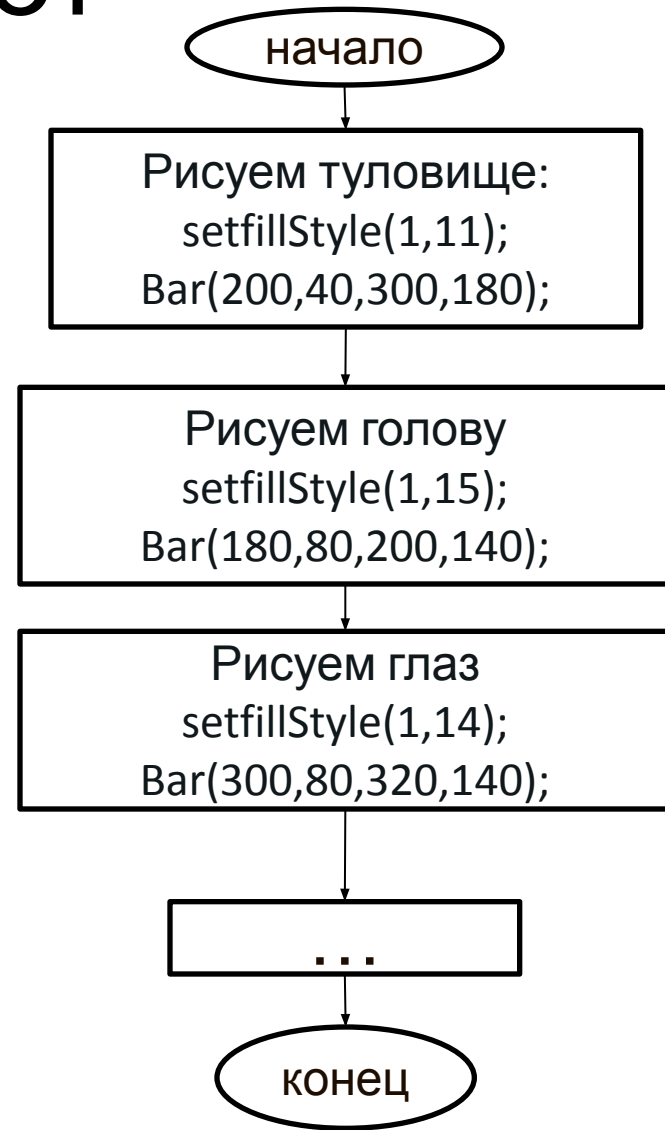 начало
Рисуем туловище:
setfillStyle(1,11);
Bar(200,40,300,180);
Рисуем голову
setfillStyle(1,15);
Bar(180,80,200,140);
Рисуем глаз
setfillStyle(1,14);
Bar(300,80,320,140);
...
конец